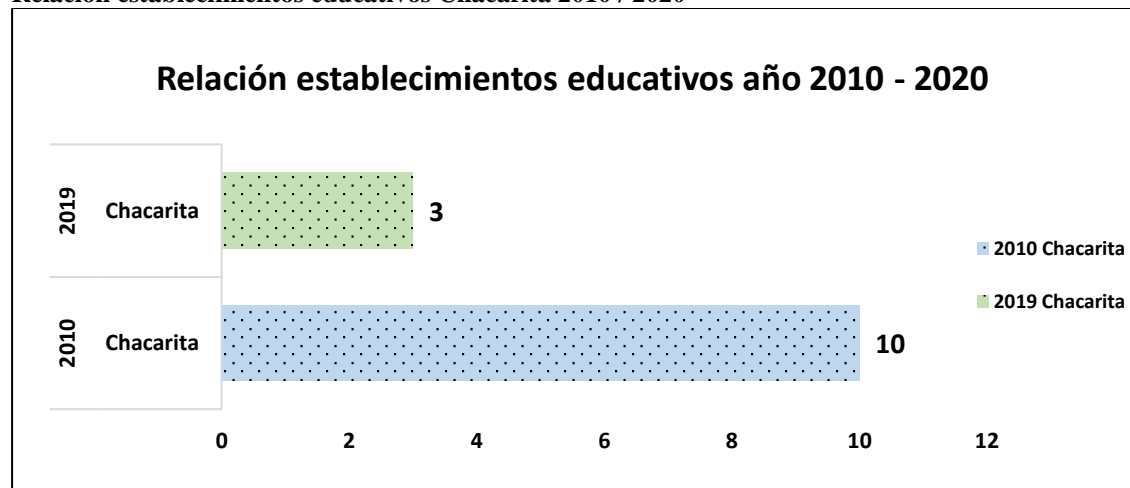 Relación establecimientos educativos Chacarita 2010 / 2020
Relación establecimientos educativos año 2010 - 2020
2019
Chacarita
3
2010 Chacarita
2019 Chacarita
2010
Chacarita
10
0 2 4 6 8 10 12